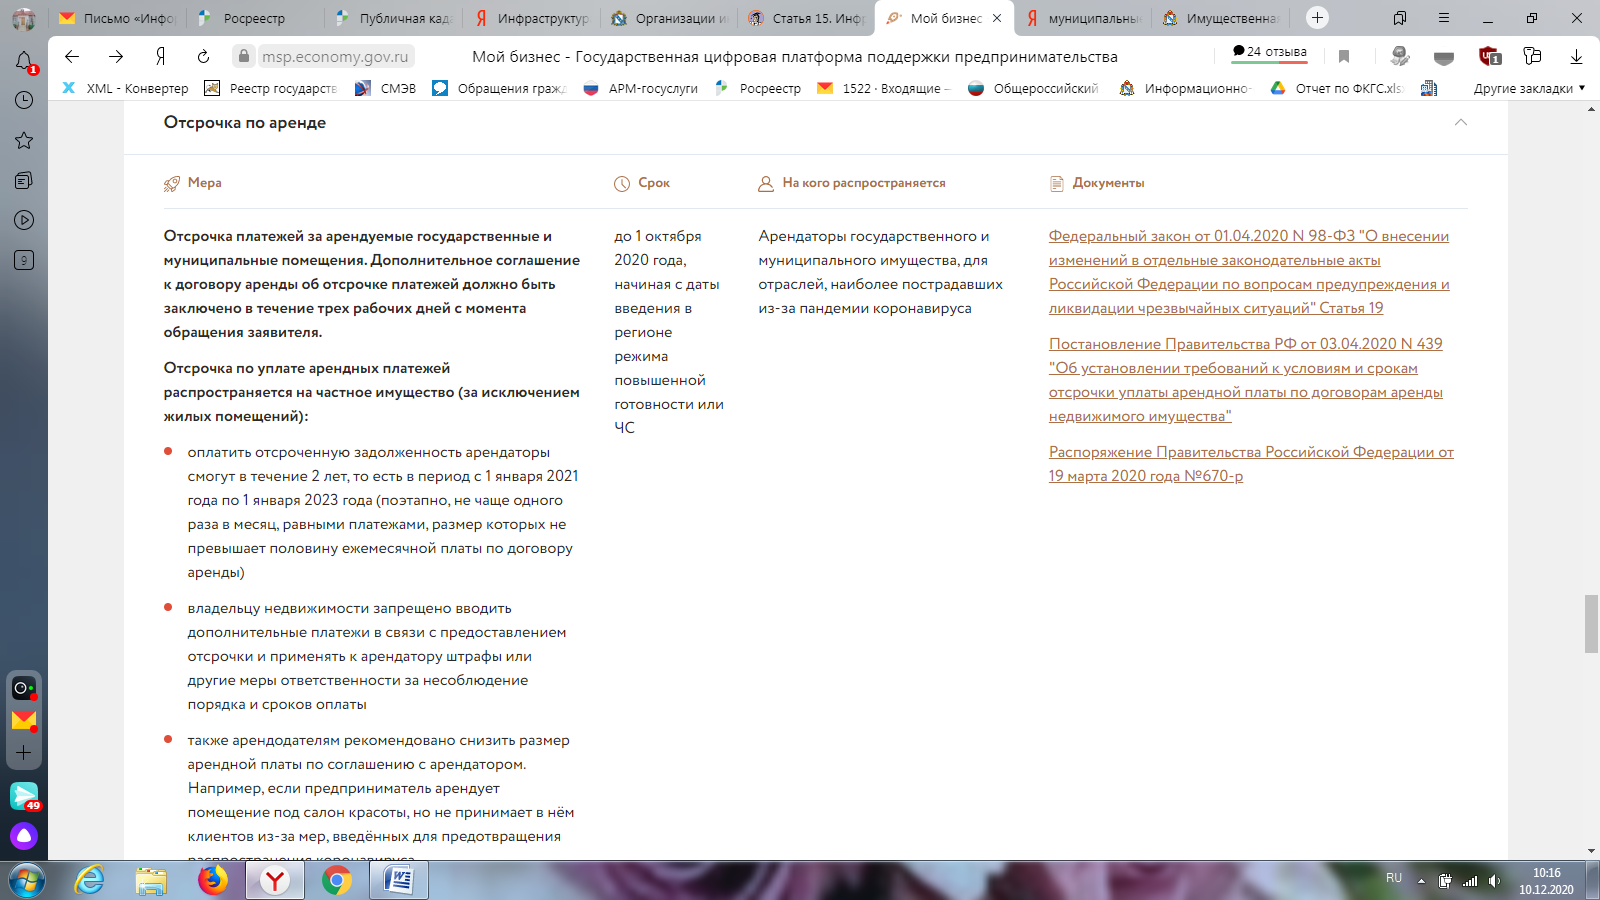 Письмо «Инфор
Росреестр
Публичная када
Инфраструктур
Организации ин
Статья 15. Инфр
Мой бизнес
муниципальны
Имущественная
msp.economy.gov.ru
Мой бизнес - Государственная цифровая платформа поддержки предпринимательства
24 отзыва
1
1
XML - Конвертер
Реестр государств
СМЭВ
Обращения гражд
АРМ-госуслуги
Росреестр
1522 · Входящие –
Общероссийский
Информационно-
Отчет по ФКГС.xls
Другие закладки
9
Отсрочка по аренде
Мера
Срок
На кого распространяется
Документы
Отсрочка платежей за арендуемые государственные и
муниципальные помещения. Дополнительное соглашение
к договору аренды об отсрочке платежей должно быть
заключено в течение трех рабочих дней с момента
обращения заявителя.
Отсрочка по уплате арендных платежей
распространяется на частное имущество (за исключением
жилых помещений):
оплатить отсроченную задолженность арендаторы
смогут в течение 2 лет, то есть в период с 1 января 2021
года по 1 января 2023 года (поэтапно, не чаще одного
раза в месяц, равными платежами, размер которых не
превышает половину ежемесячной платы по договору
аренды)
владельцу недвижимости запрещено вводить
дополнительные платежи в связи с предоставлением
отсрочки и применять к арендатору штрафы или
другие меры ответственности за несоблюдение
порядка и сроков оплаты
также арендодателям рекомендовано снизить размер
арендной платы по соглашению с арендатором.
Например, если предприниматель арендует
помещение под салон красоты, но не принимает в нём
клиентов из-за мер, введённых для предотвращения
распространения коронавируса
до 1 октября
2020 года,
начиная с даты
введения в
регионе
режима
повышенной
готовности или
ЧС
Арендаторы государственного и
муниципального имущества, для
отраслей, наиболее пострадавших
из-за пандемии коронавируса
Федеральный закон от 01.04.2020 N 98-ФЗ "О внесении
изменений в отдельные законодательные акты
Российской Федерации по вопросам предупреждения и
ликвидации чрезвычайных ситуаций" Статья 19
Постановление Правительства РФ от 03.04.2020 N 439
"Об установлении требований к условиям и срокам
отсрочки уплаты арендной платы по договорам аренды
недвижимого имущества"
Распоряжение Правительства Российской Федерации от
19 марта 2020 года №670-р
49
RU
10:16
10.12.2020